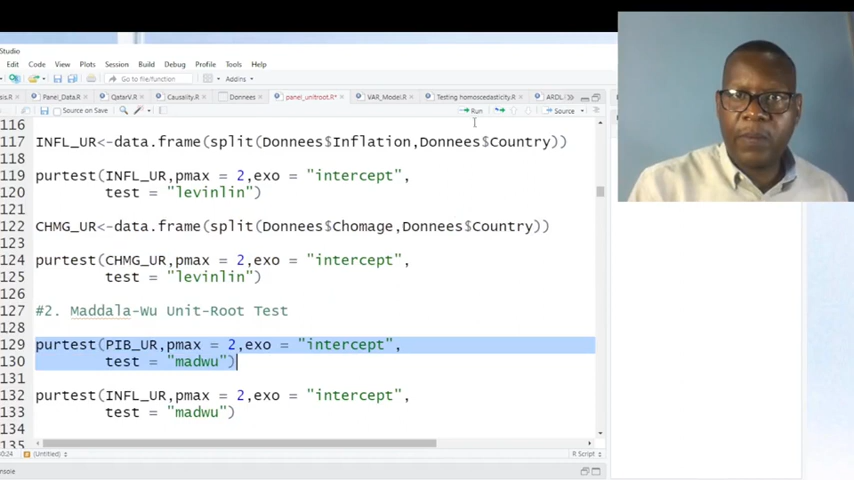 Studio
Edit Code View Plots Session Build Debug Profile Tools Help
Go to file/function Addins
is.R Panel_Data.R QatarV.R Causality.R Donnees panel_unitroot.R* VAR_Model.R Testing homoscedasticity.R ARDL
Source on Save Run Source
116
117 INFL_UR<-data.frame(split(Donnees$Inflation,Donnees$Country))
118
119 purtest(INFL_UR,pmax = 2,exo = "intercept",
120 test = "levinlin")
121
122 CHMG_UR<-data.frame(split(Donnees$Chomage,Donnees$Country))
123
124 purtest(CHMG_UR,pmax = 2,exo = "intercept",
125 test = "levinlin")
126
127 #2. Maddala-Wu Unit-Root Test
128
129 purtest(PIB_UR,pmax = 2,exo = "intercept",
130 test = "madwu")
131
132 purtest(INFL_UR,pmax = 2,exo = "intercept",
133 test = "madwu")
134
135
30:24 (Untitled) R Script
nsole